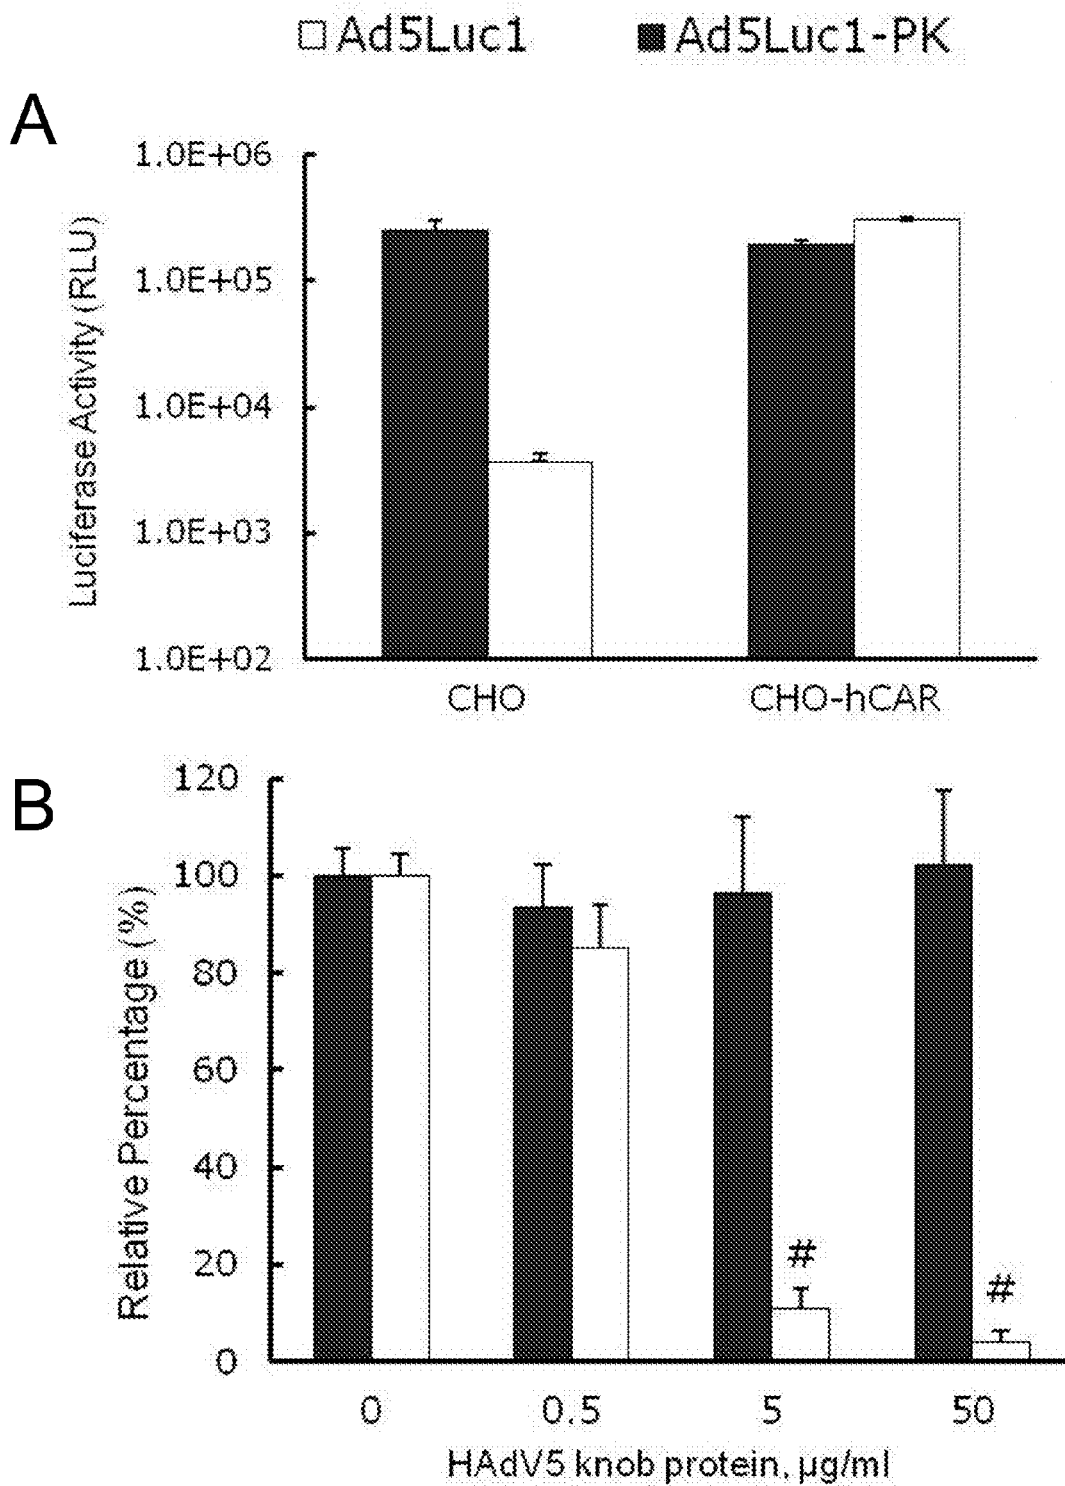 Ad5Luc1 Ad5Luc1-PK
A
Luciferase Activity (RLU)
1.0E+06
1.0E+05
1.0E+04
1.0E+03
1.0E+02
CHO CHO-hCAR
B
Relative Percentage (%)
120
100
80
60
40
20
0
#
#
0 0.5 5 50
HAdV5 knob protein, µg/ml